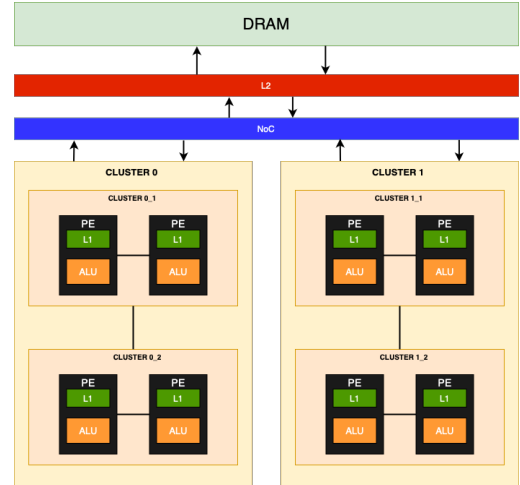 DRAM
L2
NoC
CLUSTER 0
CLUSTER 0_1
PE
L1
ALU
PE
L1
ALU
CLUSTER 0_2
PE
L1
ALU
PE
L1
ALU
CLUSTER 1
CLUSTER 1_1
PE
L1
ALU
PE
L1
ALU
CLUSTER 1_2
PE
L1
ALU
PE
L1
ALU